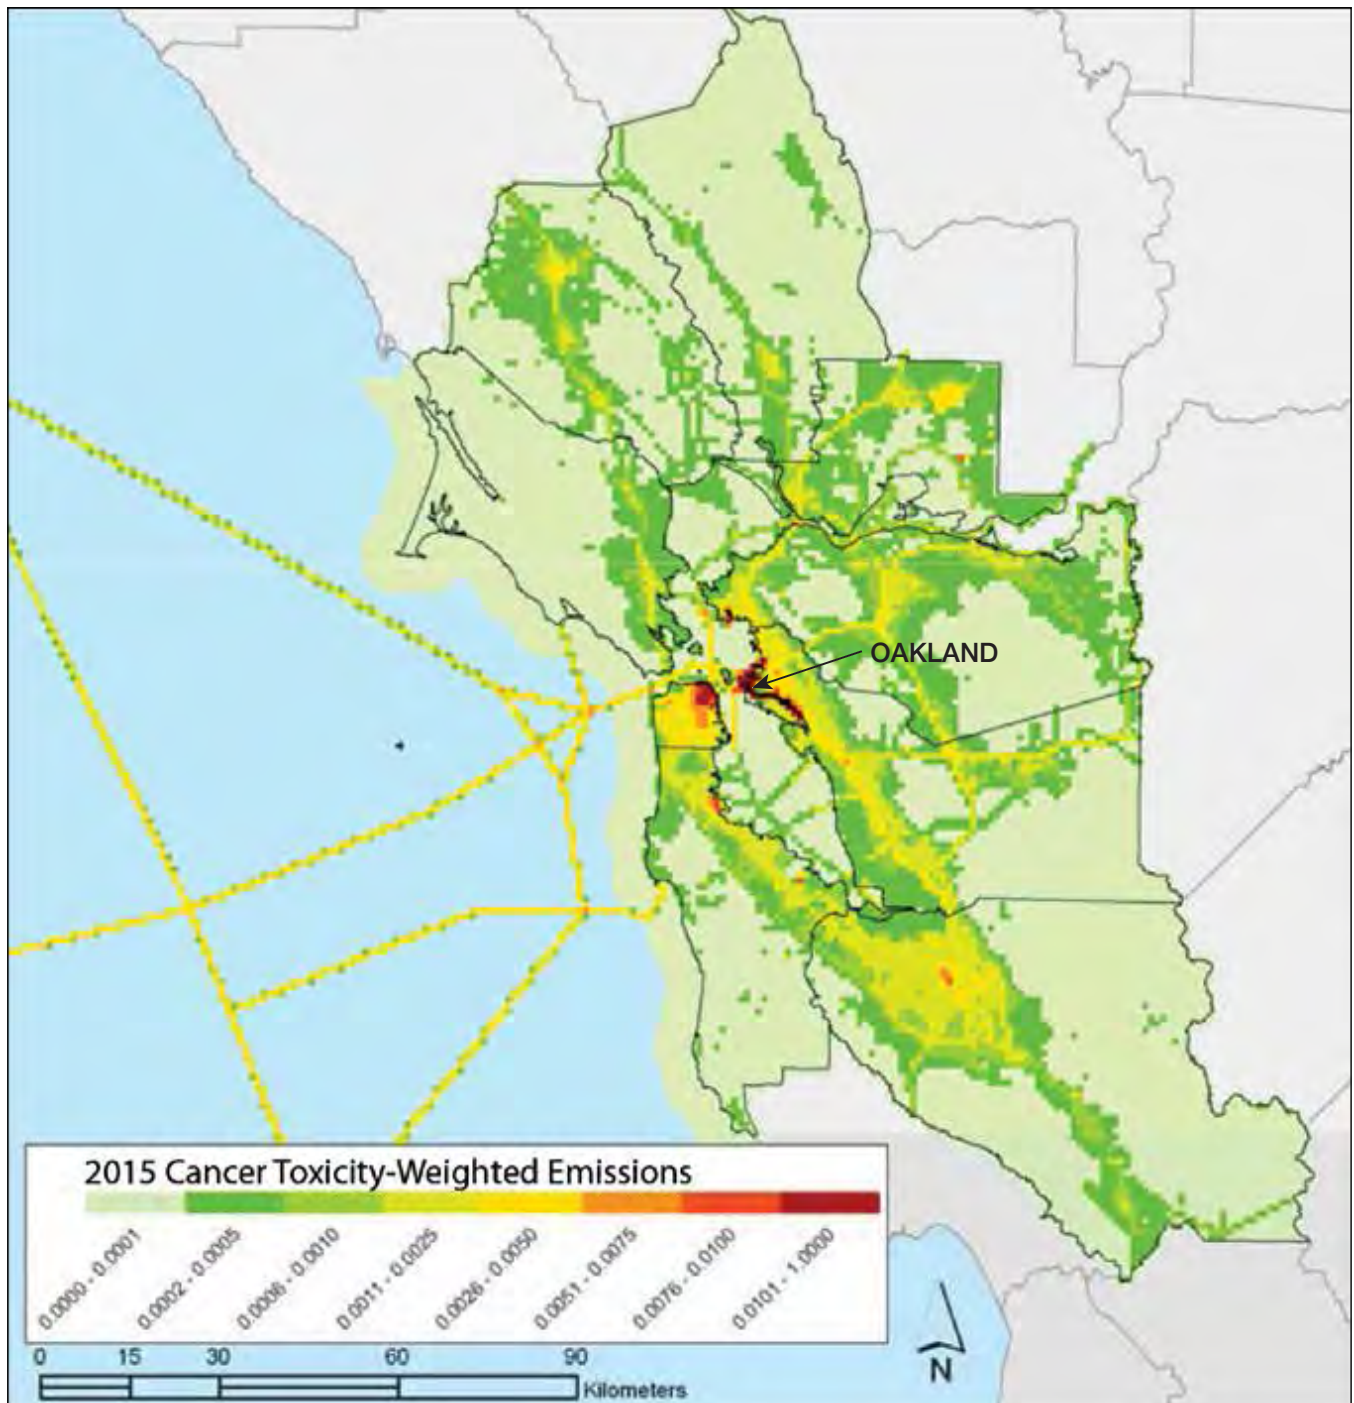 OAKLAND
2015 Cancer Toxicity-Weighted Emissions
0.0000 - 0.0001
0.0002 - 0.0005
0.0006 - 0.0010
0.0011 - 0.0025
0.0026 - 0.0050
0.0051 - 0.0075
0.0076 - 0.0100
0.0101 - 1.0000
0 15 30 60 90
Kilometers
N